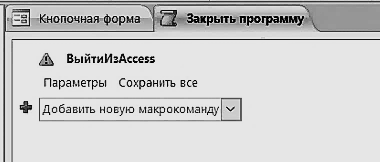 Кнопочная форма Закрыть программу
ВыйтиИзAccess
Параметры Сохранить все
Добавить новую макрокоманду